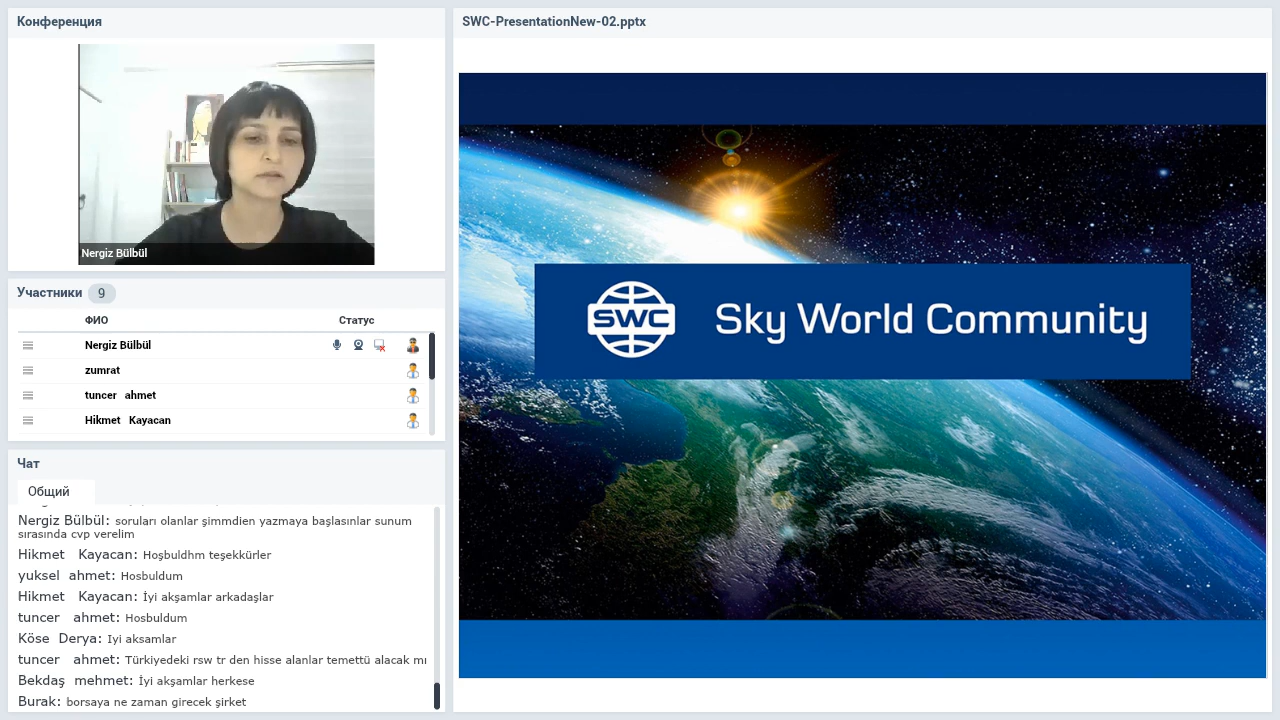 Конференция
Nergiz Bülbül
Участники 9
ФИО Статус
Nergiz Bülbül
zumrat
tuncer ahmet
Hikmet Kayacan
Чат
Общий
Nergiz Bülbül: soruları olanlar şimmdien yazmaya başlasınlar sunum
sırasında cvp verelim
Hikmet Kayacan: Hoşbuldhm teşekkürler
yuksel ahmet: Hosbuldum
Hikmet Kayacan: İyi akşamlar arkadaşlar
tuncer ahmet: Hosbuldum
Köse Derya: Iyi aksamlar
tuncer ahmet: Türkiyedeki rsw tr den hisse alanlar temettü alacak mı
Bekdaş mehmet: İyi akşamlar herkese
Burak: borsaya ne zaman girecek şirket
SWC-PresentationNew-02.pptx
SWC Sky World Community